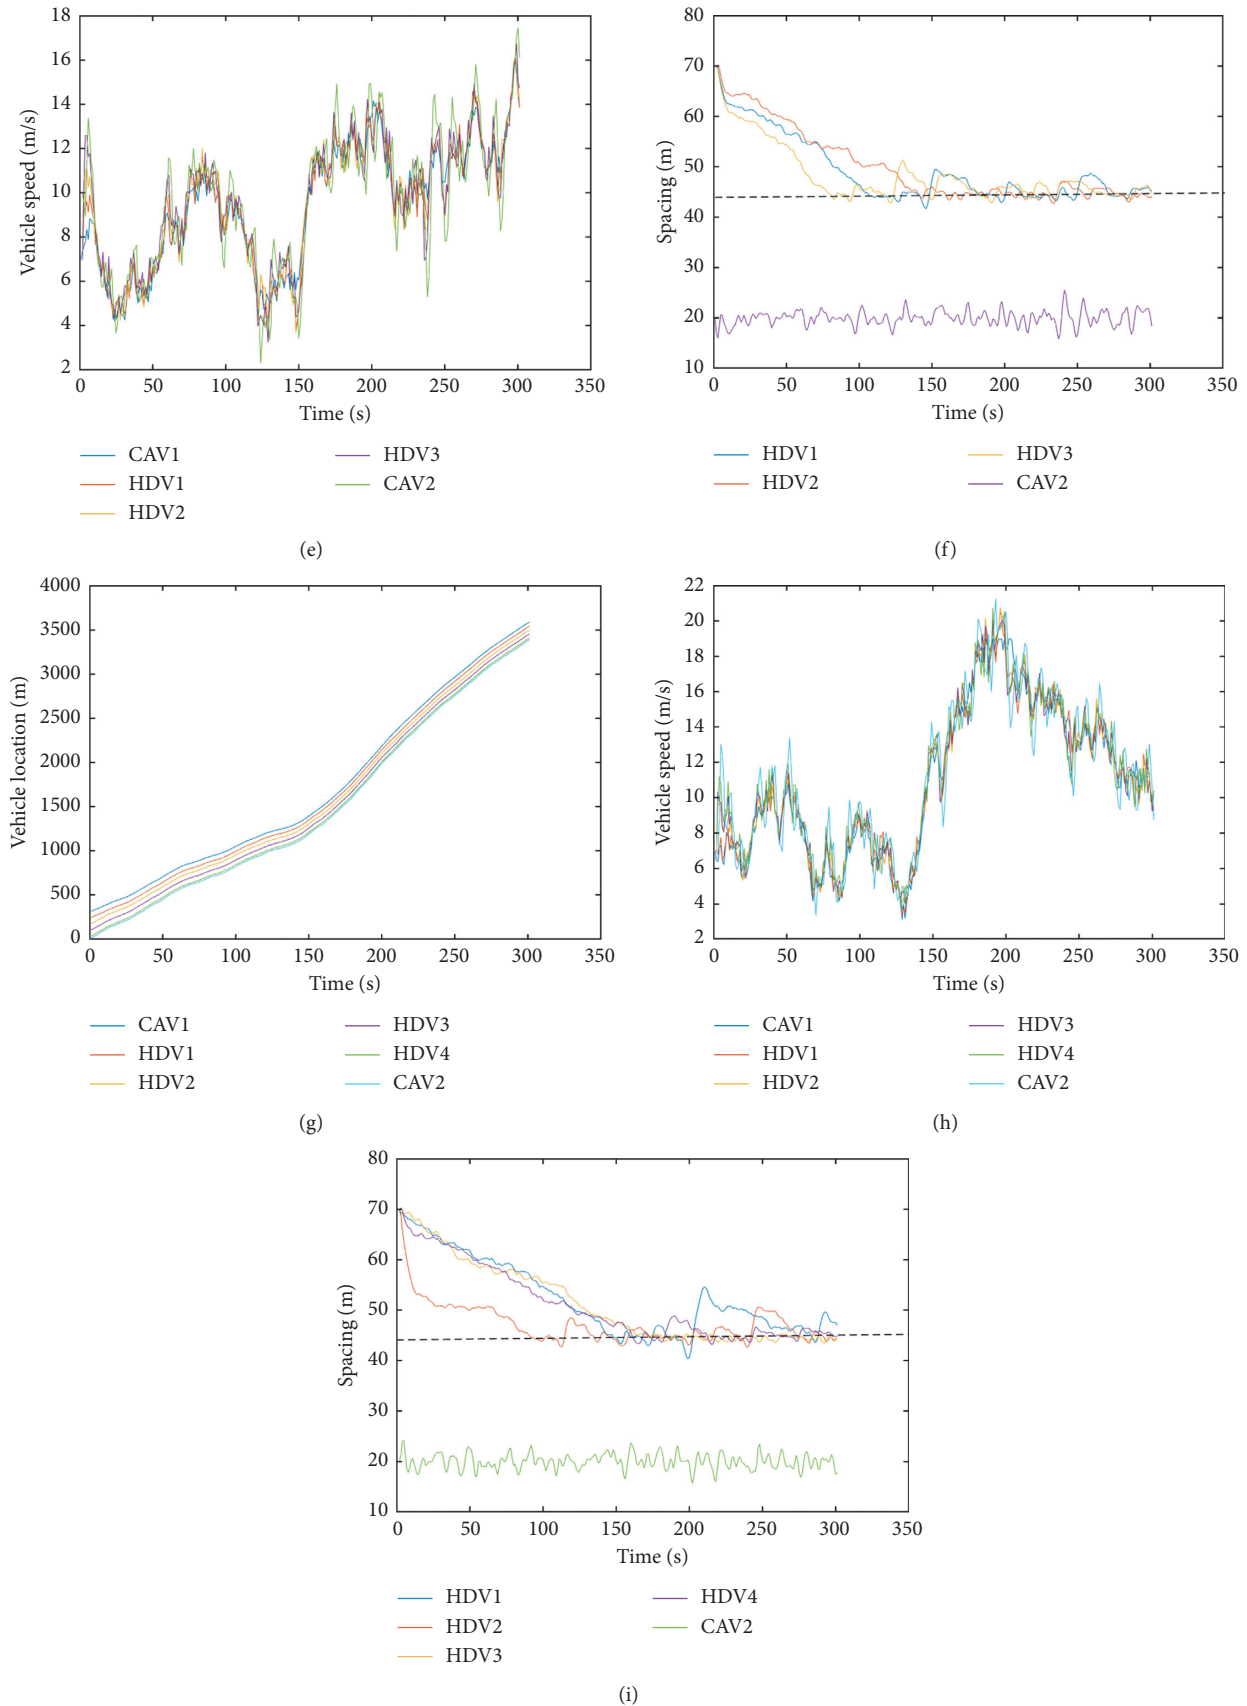 18
16
14
12
10
8
6
4
2
Vehicle speed (m/s)
0 50 100 150 200 250 300 350
Time (s)
CAV1
HDV1
HDV2
HDV3
CAV2
(e)
80
70
60
50
40
30
20
10
Spacing (m)
0 50 100 150 200 250 300 350
Time (s)
HDV1
HDV2
HDV3
CAV2
(f)
4000
3500
3000
2500
2000
1500
1000
500
0
Vehicle location (m)
0 50 100 150 200 250 300 350
Time (s)
CAV1
HDV1
HDV2
HDV3
HDV4
CAV2
(g)
22
20
18
16
14
12
10
8
6
4
2
Vehicle speed (m/s)
0 50 100 150 200 250 300 350
Time (s)
CAV1
HDV1
HDV2
HDV3
HDV4
CAV2
(h)
80
70
60
50
40
30
20
10
Spacing (m)
0 50 100 150 200 250 300 350
Time (s)
HDV1
HDV2
HDV3
HDV4
CAV2
(i)